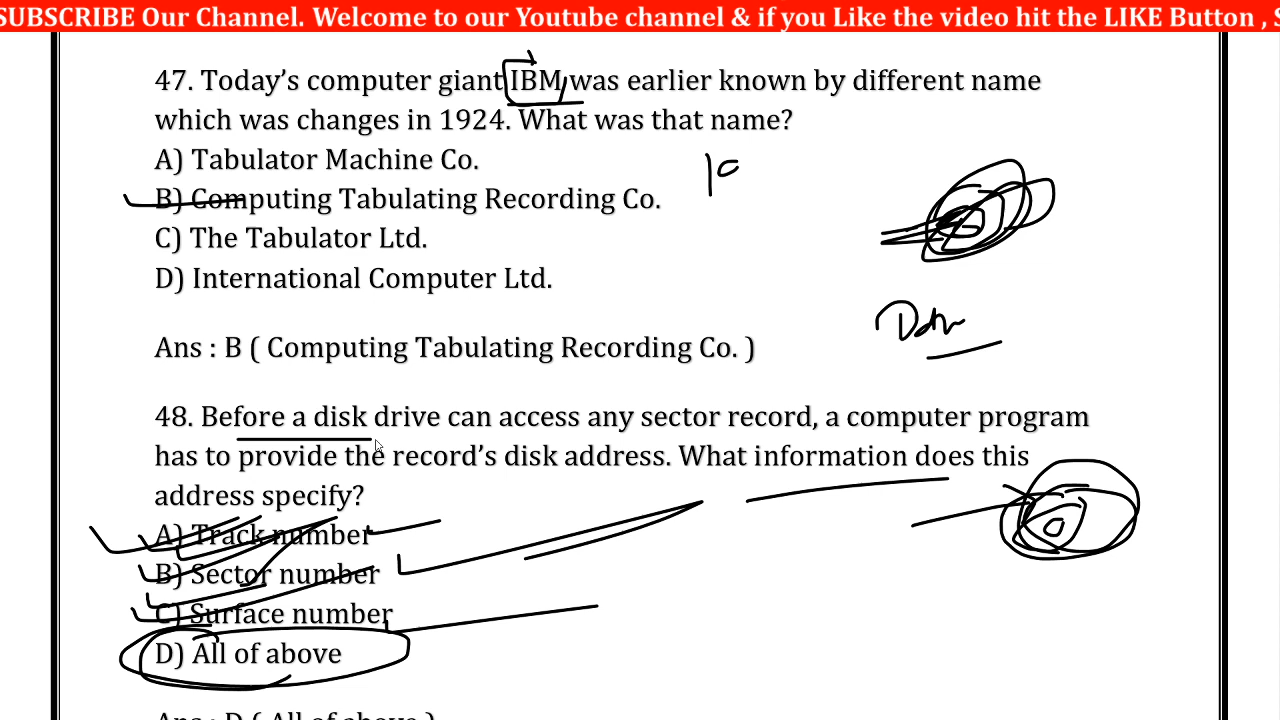 SUBSCRIBE Our Channel. Welcome to our Youtube channel & if you Like the video hit the LIKE Button , S
47. Today's computer giant IBM, was earlier known by different name
which was changes in 1924. What was that name?
A) Tabulator Machine Co.
B) Computing Tabulating Recording Co.
C) The Tabulator Ltd.
D) International Computer Ltd.
Ans : B ( Computing Tabulating Recording Co. )
48. Before a disk drive can access any sector record, a computer program
has to provide the record's disk address. What information does this
address specify?
A) Track number
B) Sector number
C) Surface number
D) All of above
Ans : D ( All of above )